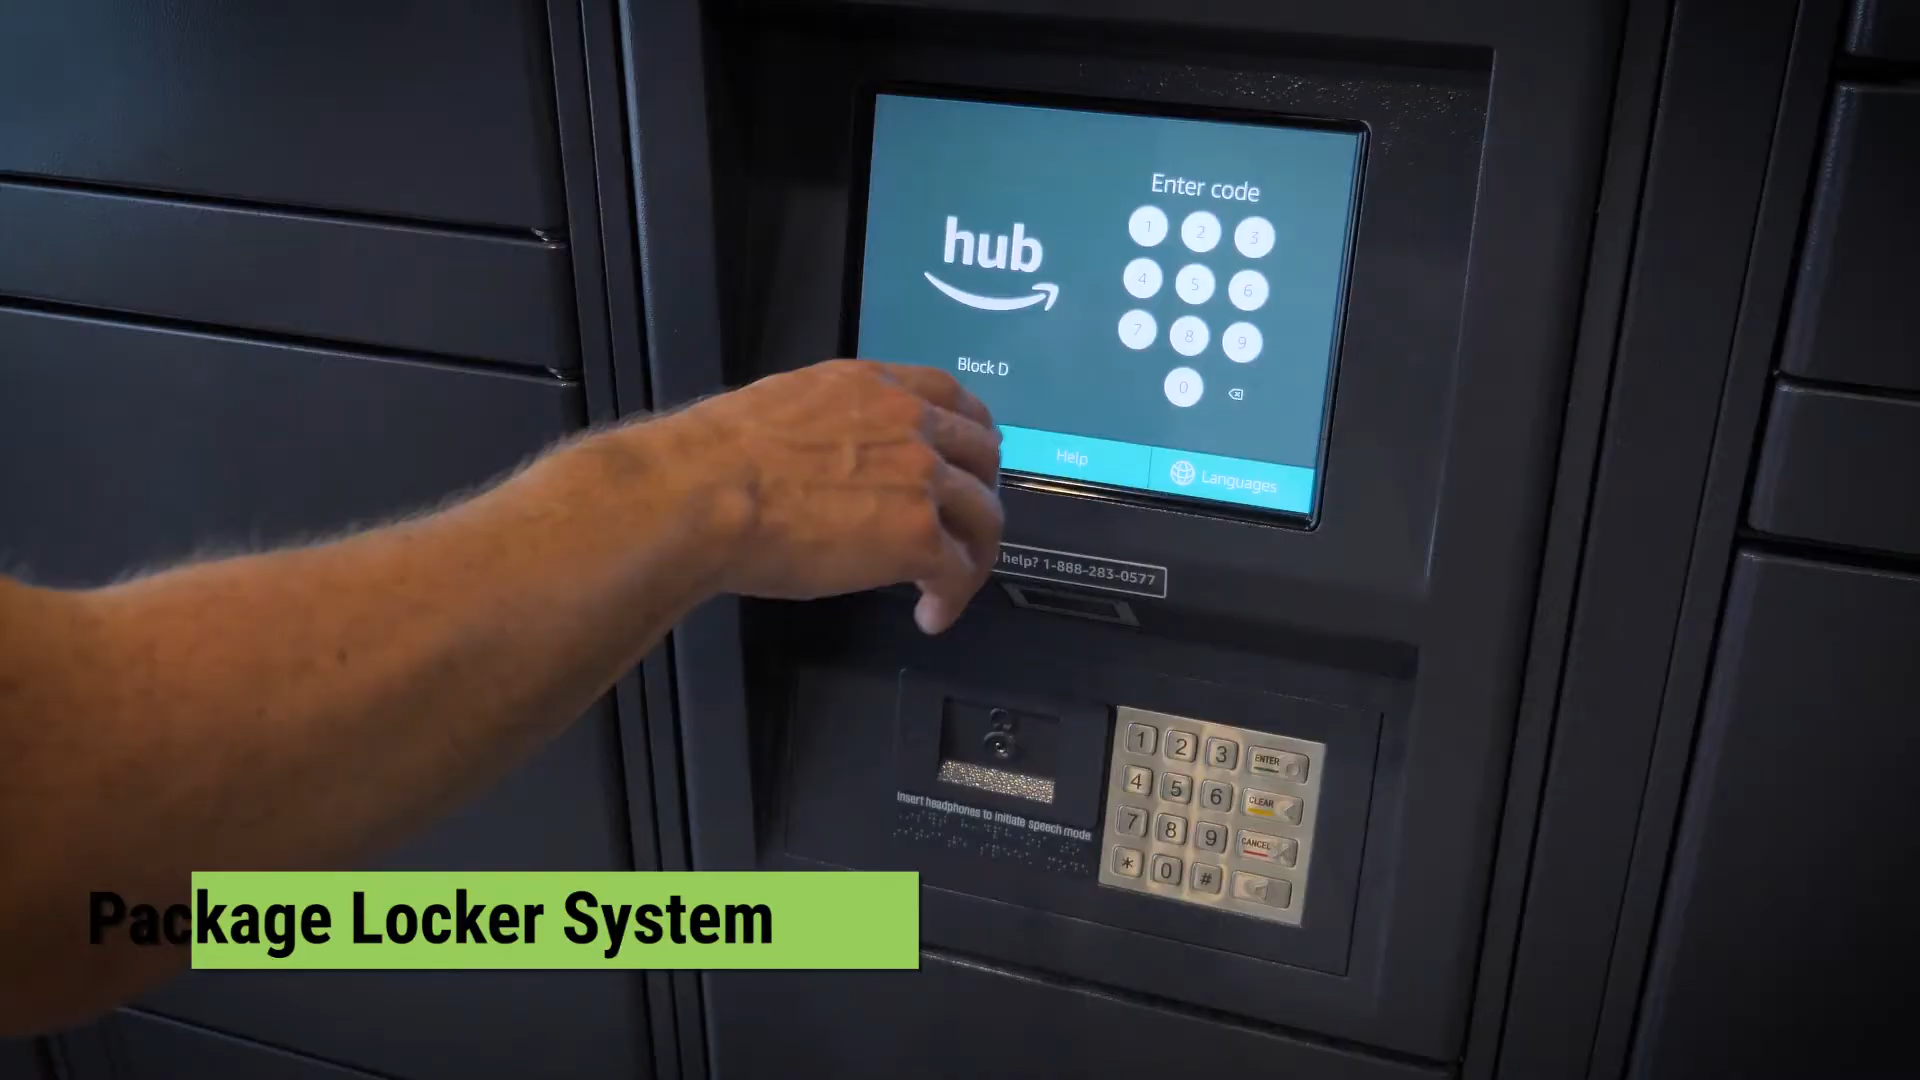 Enter code
1 2 3
hub
4 5 6
7 8 9
Block D
0
Help
Languages
help? 1-888-283-0577
1 2 3 ENTER
4 5 6 CLEAR
7 8 9 CANCEL
* 0 #
Insert headphones to initiate speech mode
Package Locker System